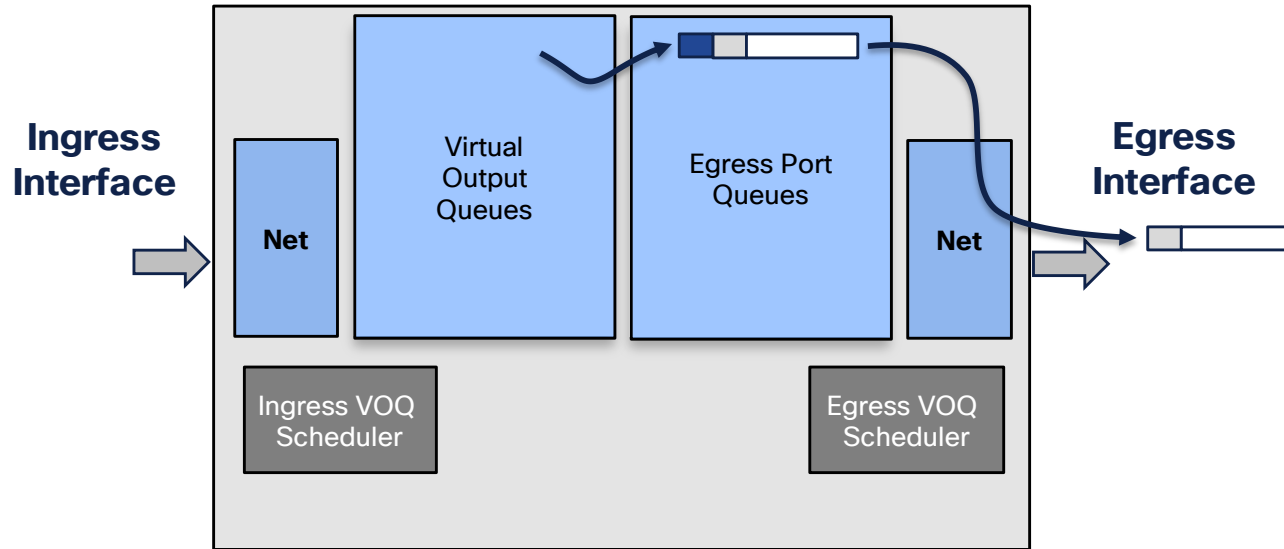 Ingress
Interface
Net
Virtual
Output
Queues
Egress Port
Queues
Net
Egress
Interface
Ingress VOQ
Scheduler
Egress VOQ
Scheduler